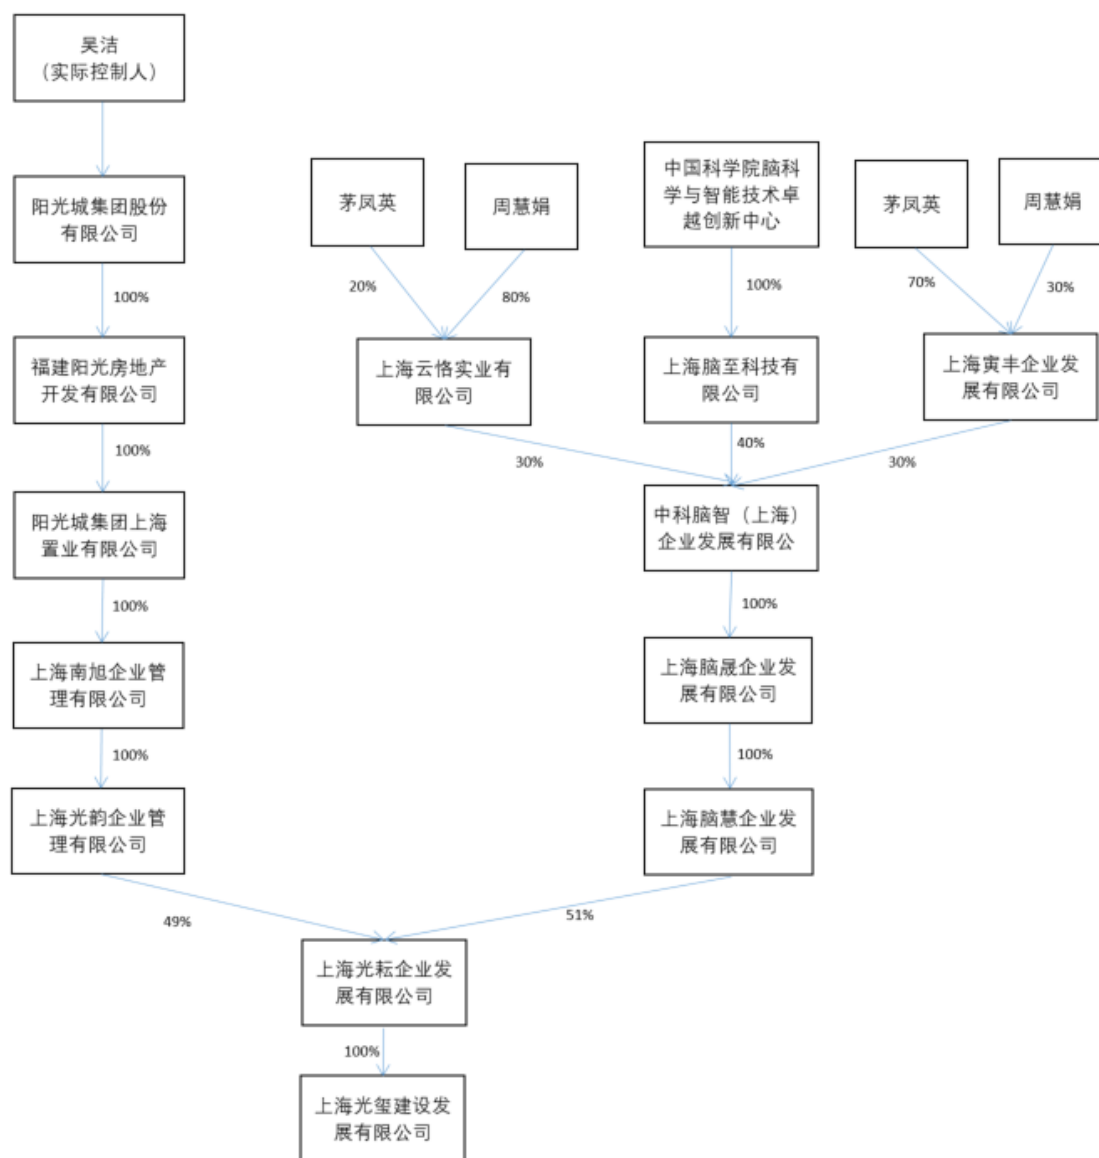 吴洁
（实际控制人）
阳光城集团股份
有限公司
100%
福建阳光房地产
开发有限公司
100%
阳光城集团上海
置业有限公司
100%
上海南旭企业管
理有限公司
100%
上海光韵企业管
理有限公司
49%
茅凤英
周慧娟
20%
80%
上海云恪实业有
限公司
30%
中国科学院脑科
学与智能技术卓
越创新中心
100%
上海脑至科技有
限公司
40%
茅凤英
周慧娟
70%
30%
上海寅丰企业发
展有限公司
30%
中科脑智（上海）
企业发展有限公
100%
上海脑晟企业发
展有限公司
100%
上海脑慧企业发
展有限公司
51%
上海光耘企业发
展有限公司
100%
上海光玺建设发
展有限公司